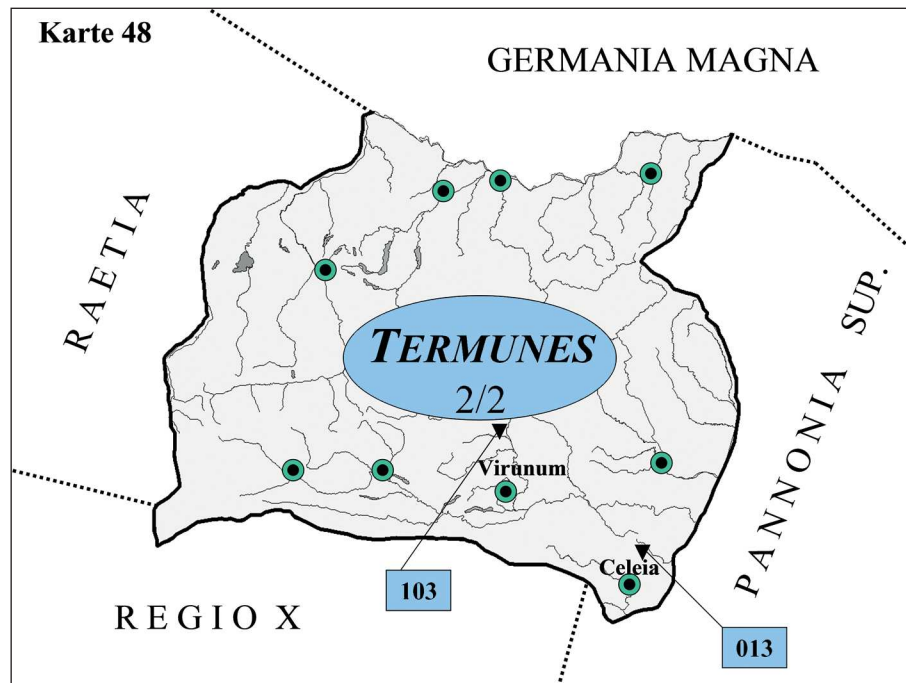 Karte 48
GERMANIA MAGNA
RAETIA
PANNONIA SUP.
TERMUNES
2/2
Virunum
Celeia
103
013
REGIO X